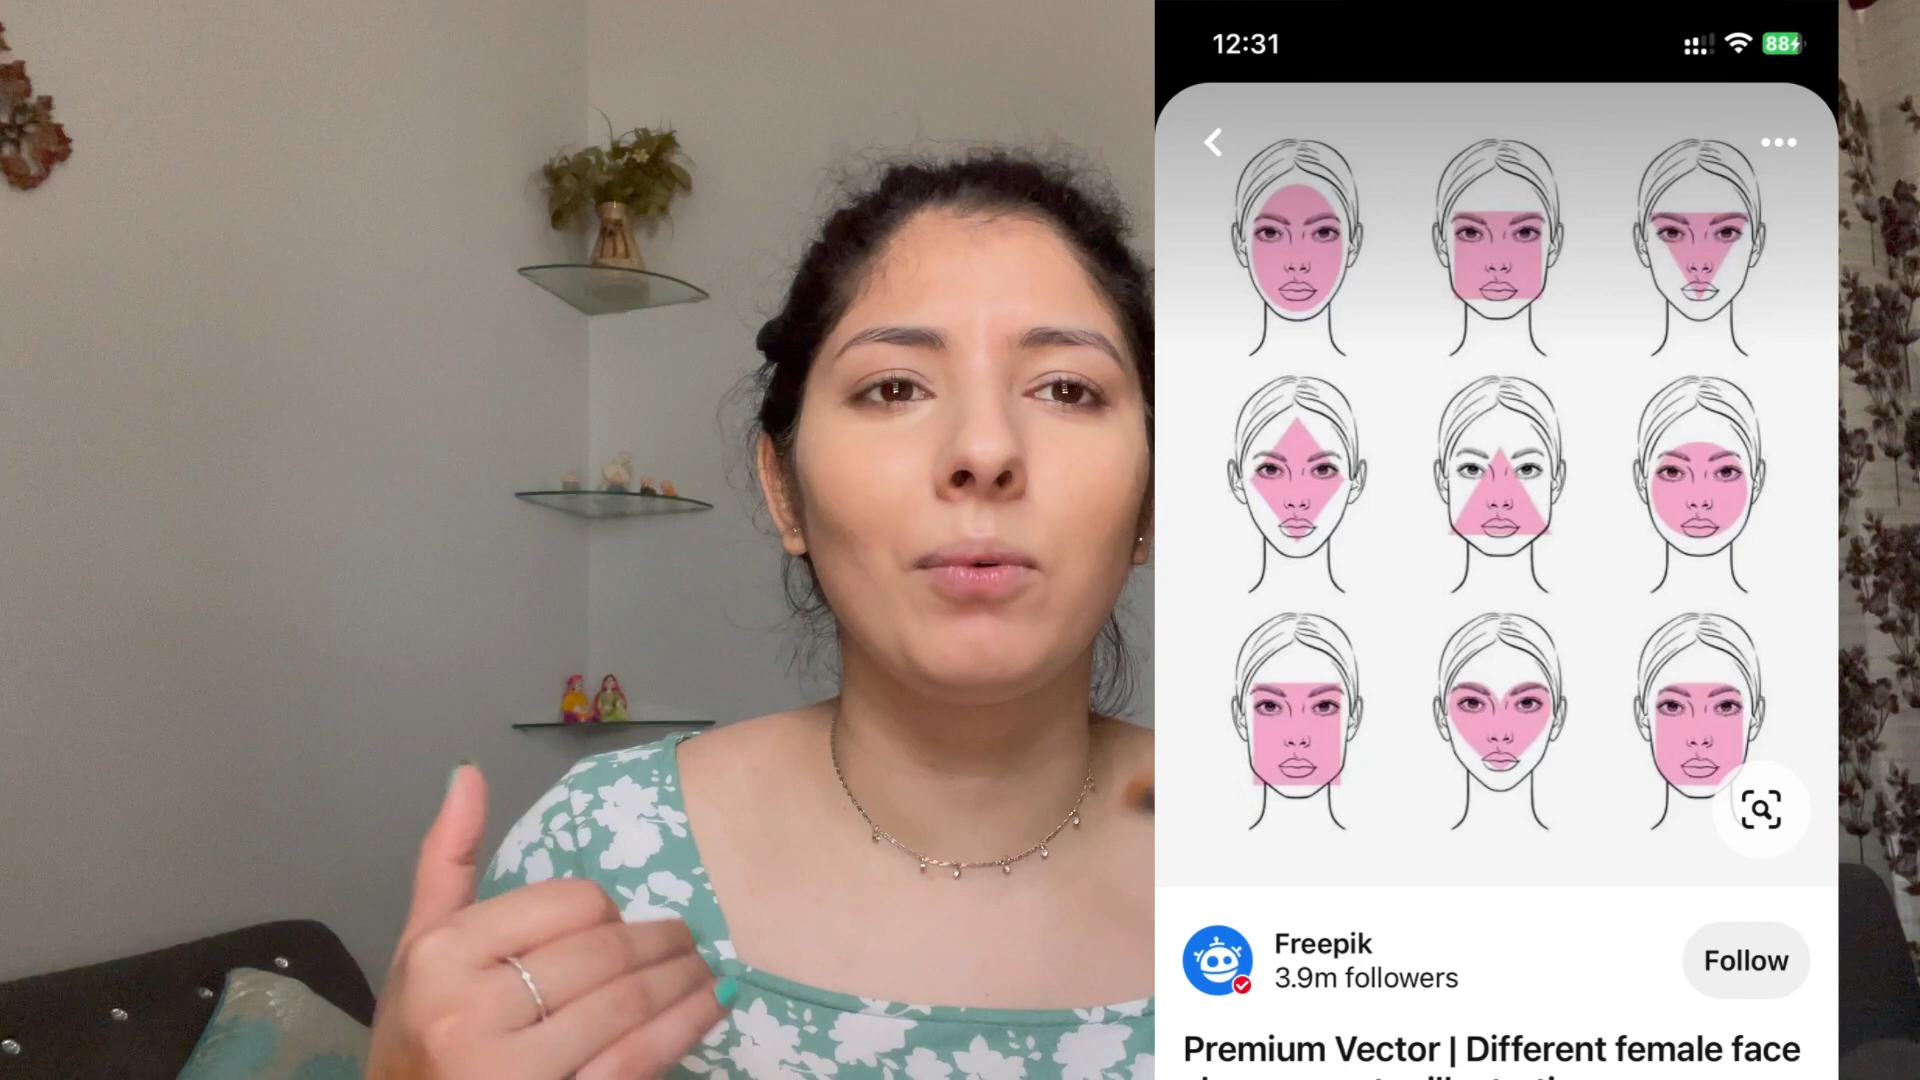 12:31
88
Freepik
3.9m followers
Follow
Premium Vector | Different female face